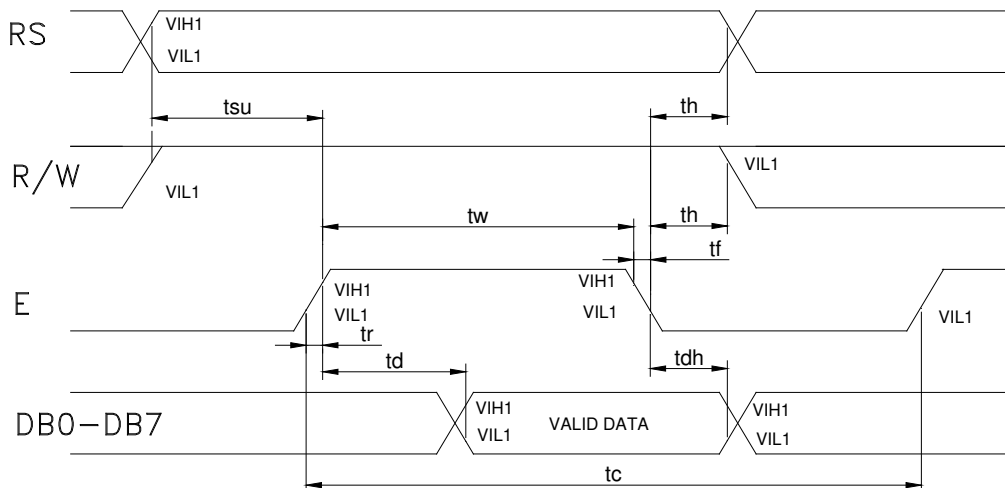 RS
VIH1
VIL1
tsu
th
R/W
VIL1
VIL1
tw
th
tf
E
VIH1
VIL1
VIH1
VIL1
VIL1
tr
td
tdh
DB0-DB7
VIH1
VIL1
VALID DATA
VIH1
VIL1
tc